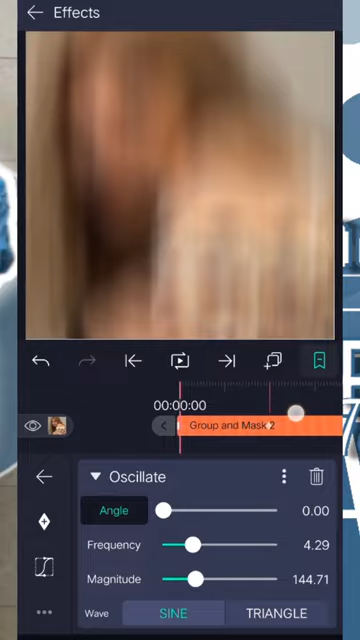 Effects
00:00:00
Group and Mask 2
Oscillate
Angle 0.00
Frequency 4.29
Magnitude 144.71
Wave SINE TRIANGLE